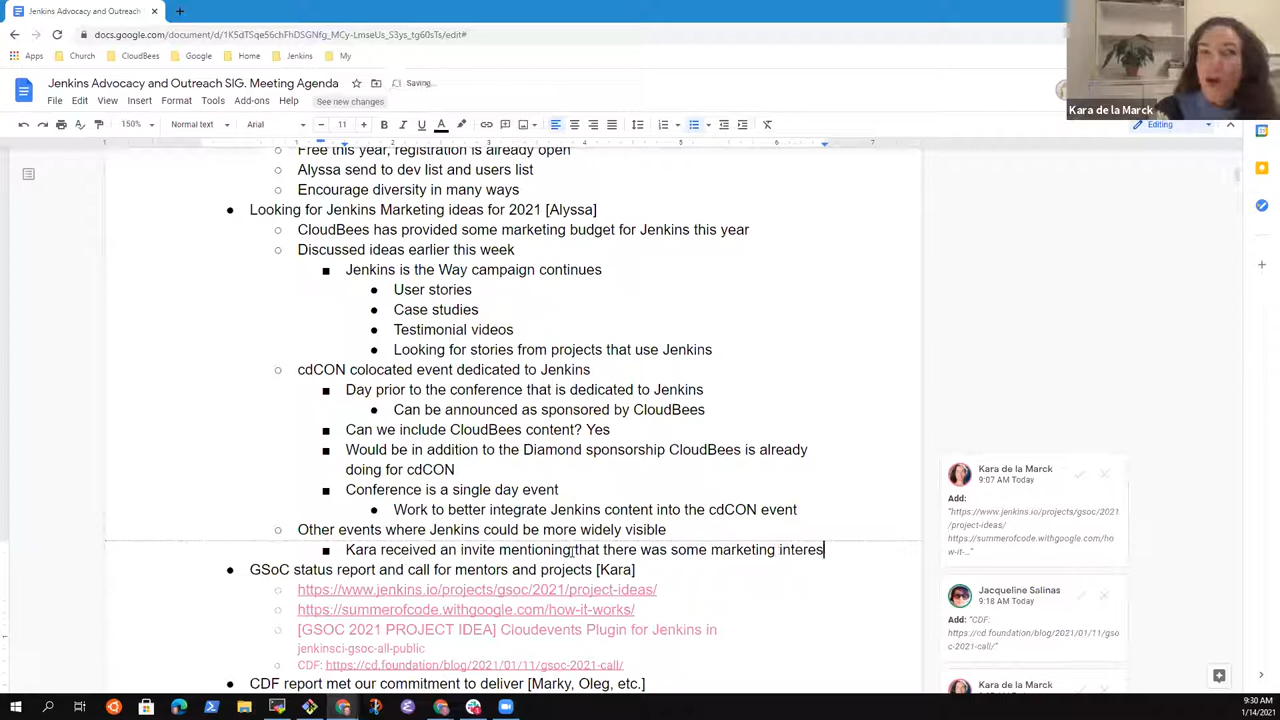 Jenkins Advocacy and Outreach
docs.google.com/document/d/1K5dTSqe56chFhDSGNfg_MCy-LmseUs_S3ys_tg60sTs/edit#
Apps Church CloudBees Google Home Jenkins My
Jenkins Advocacy and Outreach SIG. Meeting Agenda Saving...
File Edit View Insert Format Tools Add-ons Help See new changes
Kara de la Marck
150% Normal text Arial 11 Editing
1 1 2 3 4 5 6 7
Free this year, registration is already open
Alyssa send to dev list and users list
Encourage diversity in many ways
Looking for Jenkins Marketing ideas for 2021 [Alyssa]
CloudBees has provided some marketing budget for Jenkins this year
Discussed ideas earlier this week
Jenkins is the Way campaign continues
User stories
Case studies
Testimonial videos
Looking for stories from projects that use Jenkins
cdCON colocated event dedicated to Jenkins
Day prior to the conference that is dedicated to Jenkins
Can be announced as sponsored by CloudBees
Can we include CloudBees content? Yes
Would be in addition to the Diamond sponsorship CloudBees is already
doing for cdCON
Conference is a single day event
Work to better integrate Jenkins content into the cdCON event
Other events where Jenkins could be more widely visible
Kara received an invite mentioning that there was some marketing interes
GSoC status report and call for mentors and projects [Kara]
https://www.jenkins.io/projects/gsoc/2021/project-ideas/
https://summerofcode.withgoogle.com/how-it-works/
[GSOC 2021 PROJECT IDEA] Cloudevents Plugin for Jenkins in
jenkinsci-gsoc-all-public
CDF: https://cd.foundation/blog/2021/01/11/gsoc-2021-call/
CDF report met our commitment to deliver [Marky, Oleg, etc.]
Kara de la Marck
9:07 AM Today
Add:
"https://www.jenkins.io/projects/gsoc/2021
/project-ideas/
https://summerofcode.withgoogle.com/ho
w-it-..."
Jacqueline Salinas
9:18 AM Today
Add: "CDF:
https://cd.foundation/blog/2021/01/11/gso
c-2021-call/"
Kara de la Marck
9:30 AM
1/14/2021